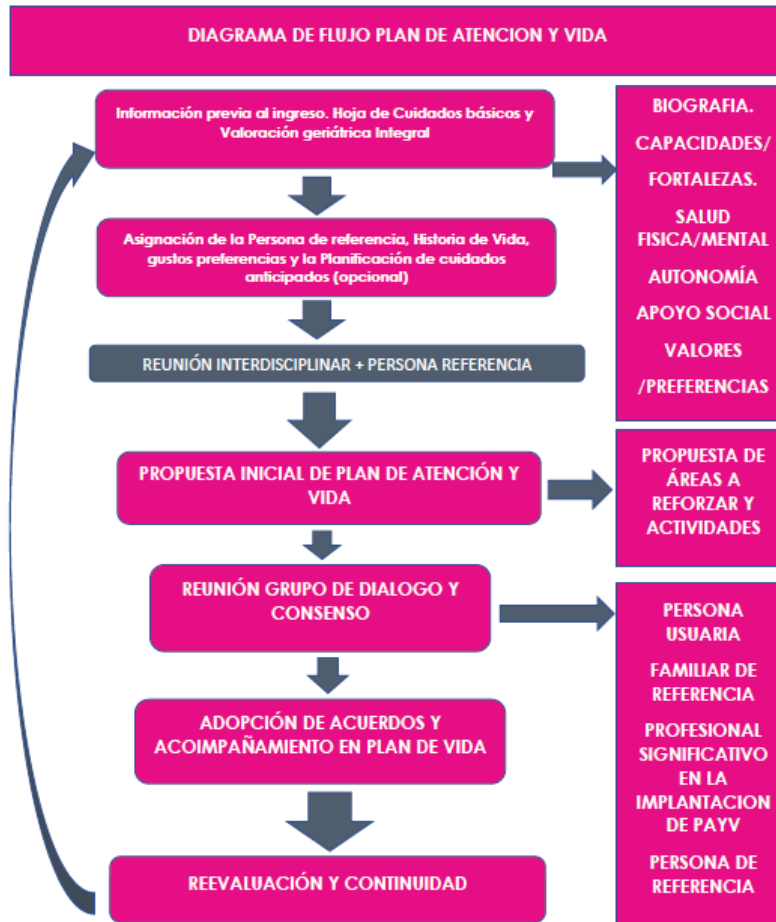 DIAGRAMA DE FLUJO PLAN DE ATENCION Y VIDA
Información previa al ingreso. Hoja de Cuidados básicos y
Valoración geriátrica Integral
BIOGRAFIA.
CAPACIDADES/
FORTALEZAS.
SALUD
FISICA/MENTAL
AUTONOMÍA
APOYO SOCIAL
VALORES
/PREFERENCIAS
Asignación de la Persona de referencia, Historia de Vida,
gustos preferencias y la Planificación de cuidados
anticipados (opcional)
REUNIÓN INTERDISCIPLINAR + PERSONA REFERENCIA
PROPUESTA INICIAL DE PLAN DE ATENCIÓN Y
VIDA
PROPUESTA DE
ÁREAS A
REFORZAR Y
ACTIVIDADES
REUNIÓN GRUPO DE DIALOGO Y
CONSENSO
PERSONA
USUARIA
FAMILIAR DE
REFERENCIA
PROFESIONAL
SIGNIFICATIVO
EN LA
IMPLANTACION
DE PAYV
PERSONA DE
REFERENCIA
ADOPCIÓN DE ACUERDOS Y
ACOIMPAÑAMIENTO EN PLAN DE VIDA
REEVALUACIÓN Y CONTINUIDAD